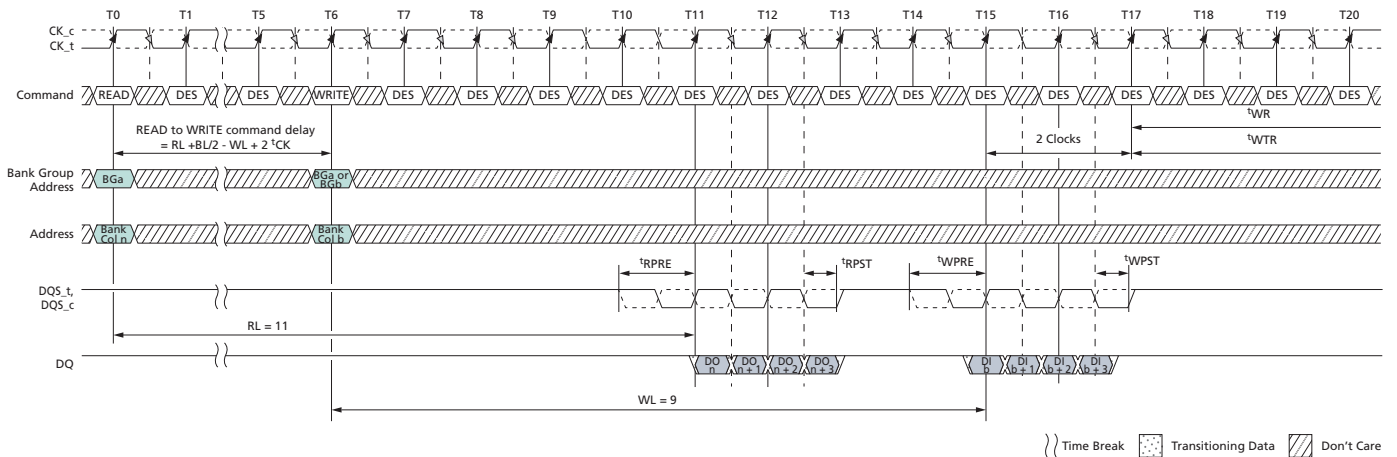 T0 T1 T5 T6 T7 T8 T9 T10 T11 T12 T13 T14 T15 T16 T17 T18 T19 T20
CK_c
CK_t
Command READ DES DES WRITE DES DES DES DES DES DES DES DES DES DES DES DES DES DES
tWR
READ to WRITE command delay
= RL +BL/2 - WL + 2 tCK
2 Clocks
tWTR
Bank Group
Address
BGa
BGa or
BGb
Address
Bank
Col n
Bank
Col b
tRPRE tRPST tWPRE tWPST
DQS_t,
DQS_c
RL = 11
DQ
DO
n
DO
n + 1
DO
n + 2
DO
n + 3
DI
b
DI
b + 1
DI
b + 2
DI
b + 3
WL = 9
Time Break Transitioning Data Don't Care